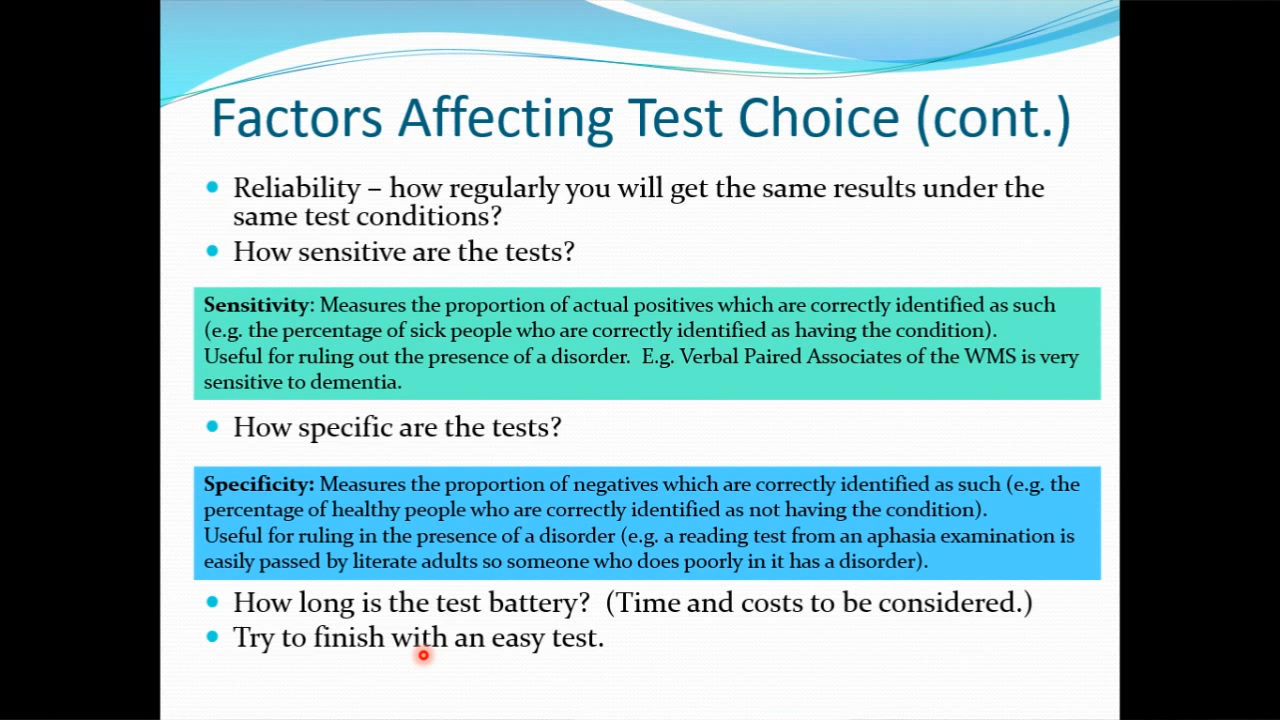 Factors Affecting Test Choice (cont.)
• Reliability – how regularly you will get the same results under the
same test conditions?
• How sensitive are the tests?
Sensitivity: Measures the proportion of actual positives which are correctly identified as such
(e.g. the percentage of sick people who are correctly identified as having the condition).
Useful for ruling out the presence of a disorder. E.g. Verbal Paired Associates of the WMS is very
sensitive to dementia.
• How specific are the tests?
Specificity: Measures the proportion of negatives which are correctly identified as such (e.g. the
percentage of healthy people who are correctly identified as not having the condition).
Useful for ruling in the presence of a disorder (e.g. a reading test from an aphasia examination is
easily passed by literate adults so someone who does poorly in it has a disorder).
• How long is the test battery? (Time and costs to be considered.)
• Try to finish with an easy test.